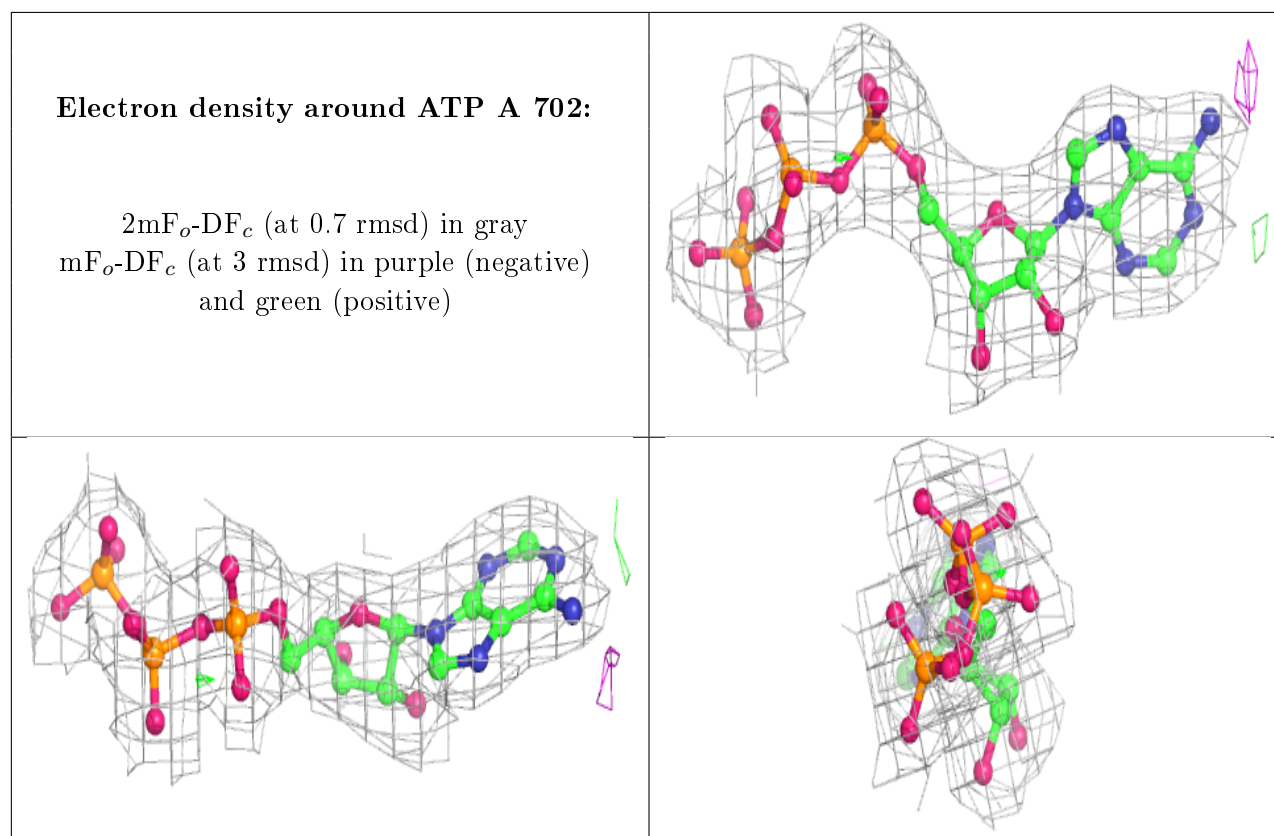 Electron density around ATP A 702:
2mFo-DFc (at 0.7 rmsd) in gray
mFo-DFc (at 3 rmsd) in purple (negative)
and green (positive)